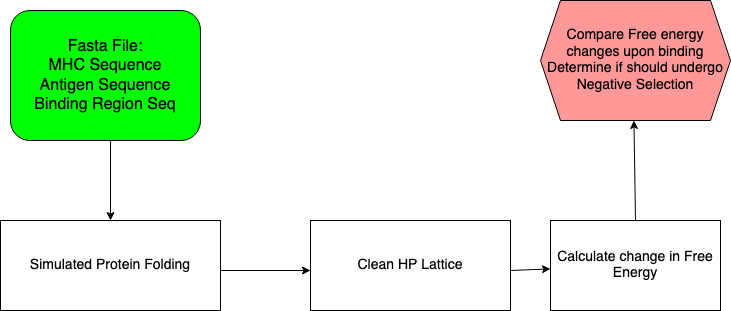 Fasta File:
MHC Sequence
Antigen Sequence
Binding Region Seq
Compare Free energy
changes upon binding
Determine if should undergo
Negative Selection
Simulated Protein Folding
Clean HP Lattice
Calculate change in Free
Energy